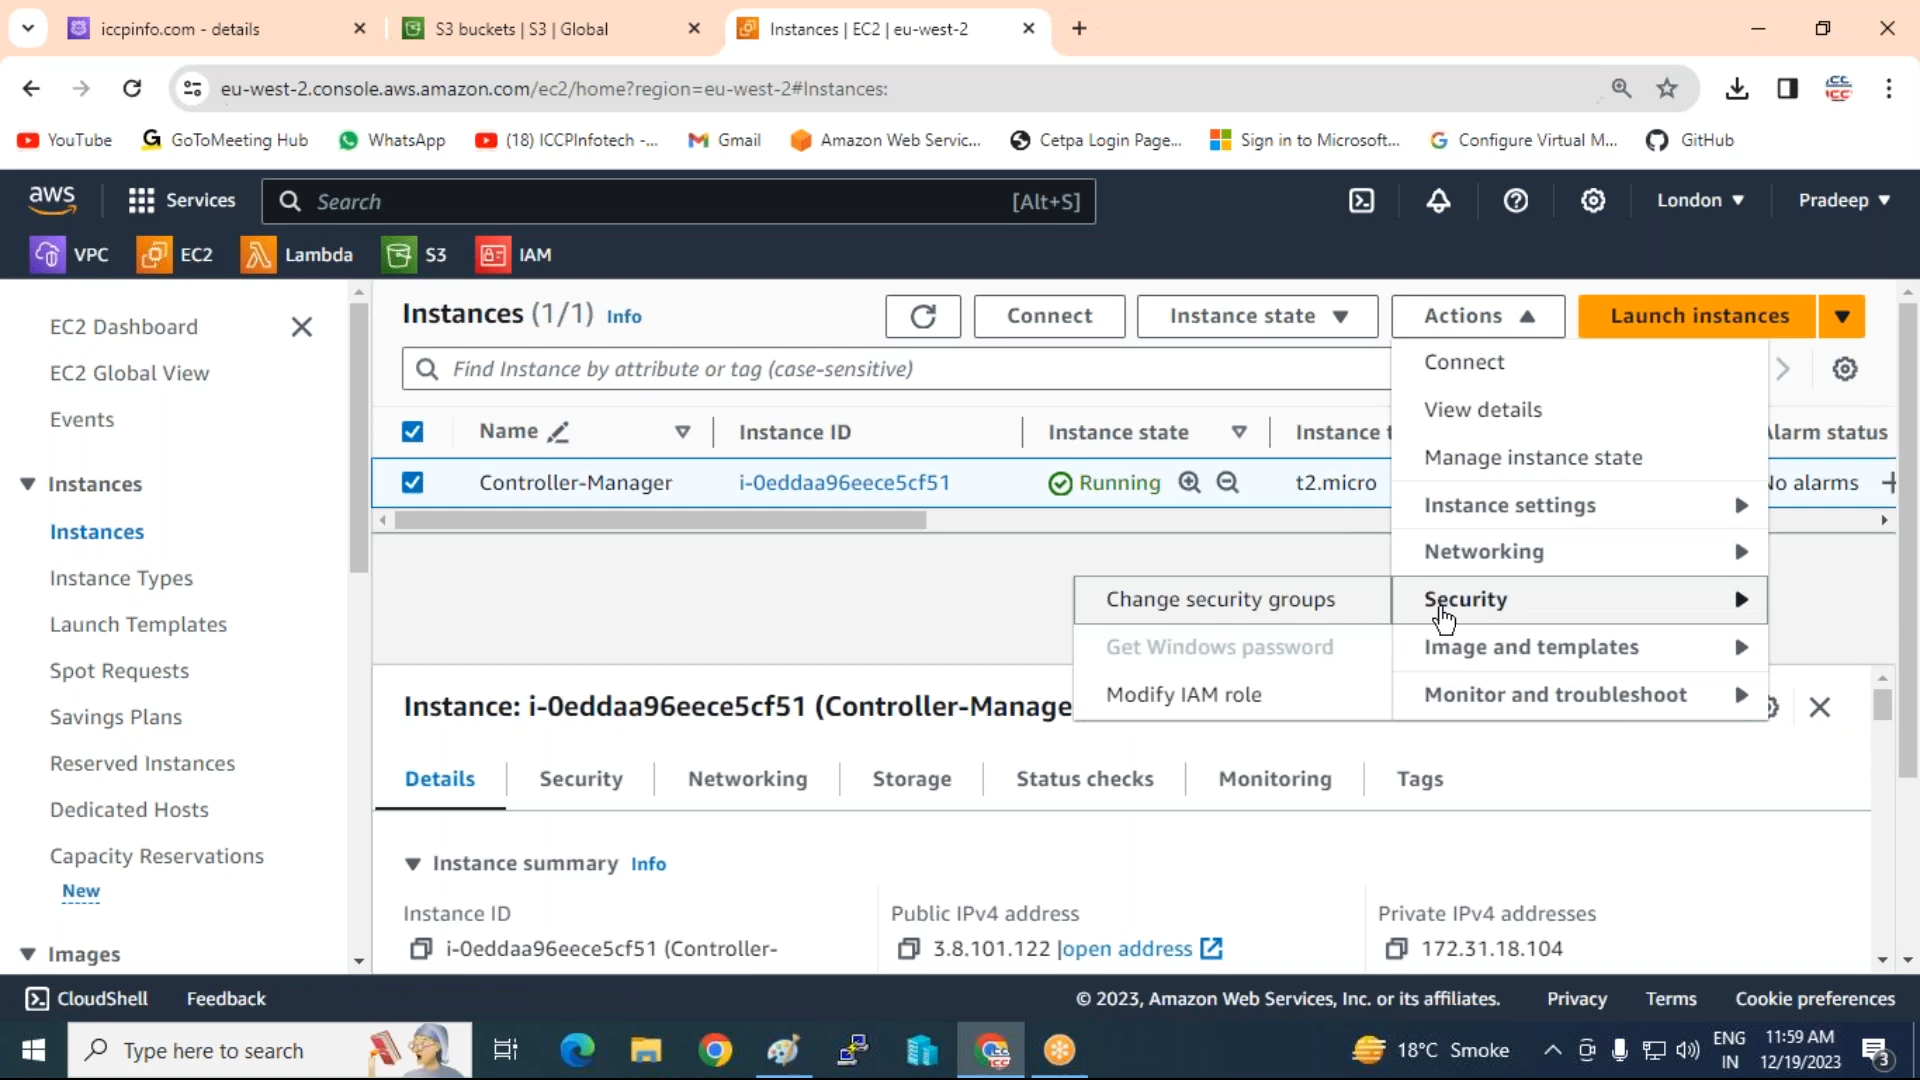 iccpinfo.com - details
S3 buckets | S3 | Global
Instances | EC2 | eu-west-2
eu-west-2.console.aws.amazon.com/ec2/home?region=eu-west-2#Instances:
YouTube
GoToMeeting Hub
WhatsApp
(18) ICCPInfotech -...
Gmail
Amazon Web Servic...
Cetpa Login Page...
Sign in to Microsoft...
Configure Virtual M...
GitHub
aws
Services
Search
[Alt+S]
London
Pradeep
VPC
EC2
Lambda
S3
IAM
EC2 Dashboard
EC2 Global View
Events
Instances
Instances
Instance Types
Launch Templates
Spot Requests
Savings Plans
Reserved Instances
Dedicated Hosts
Capacity Reservations
New
Images
Instances (1/1) Info
Connect
Instance state
Actions
Launch instances
Find Instance by attribute or tag (case-sensitive)
Name
Instance ID
Instance state
Instance t
Alarm status
Controller-Manager
i-0eddaa96eece5cf51
Running
t2.micro
No alarms
Connect
View details
Manage instance state
Instance settings
Networking
Security
Image and templates
Monitor and troubleshoot
Change security groups
Get Windows password
Modify IAM role
Instance: i-0eddaa96eece5cf51 (Controller-Manage
Details
Security
Networking
Storage
Status checks
Monitoring
Tags
Instance summary Info
Instance ID
i-0eddaa96eece5cf51 (Controller-
Public IPv4 address
3.8.101.122 |open address
Private IPv4 addresses
172.31.18.104
CloudShell
Feedback
© 2023, Amazon Web Services, Inc. or its affiliates.
Privacy
Terms
Cookie preferences
Type here to search
18°C Smoke
ENG
IN
11:59 AM
12/19/2023
3